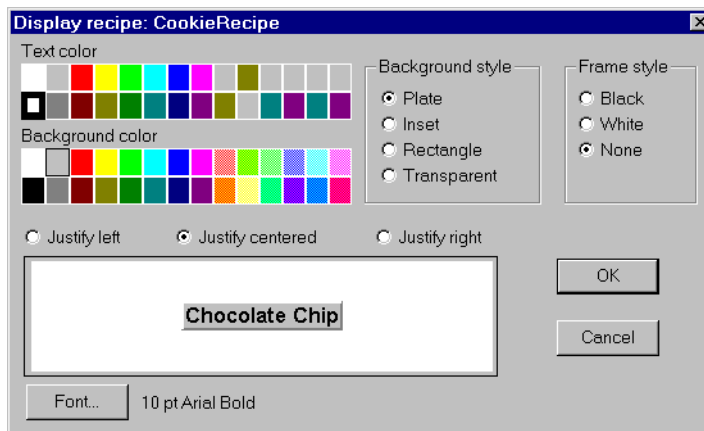 Display recipe: CookieRecipe
Text color
Background color
Background style
Plate
Inset
Rectangle
Transparent
Frame style
Black
White
None
Justify left Justify centered Justify right
Chocolate Chip
OK
Cancel
Font... 10 pt Arial Bold